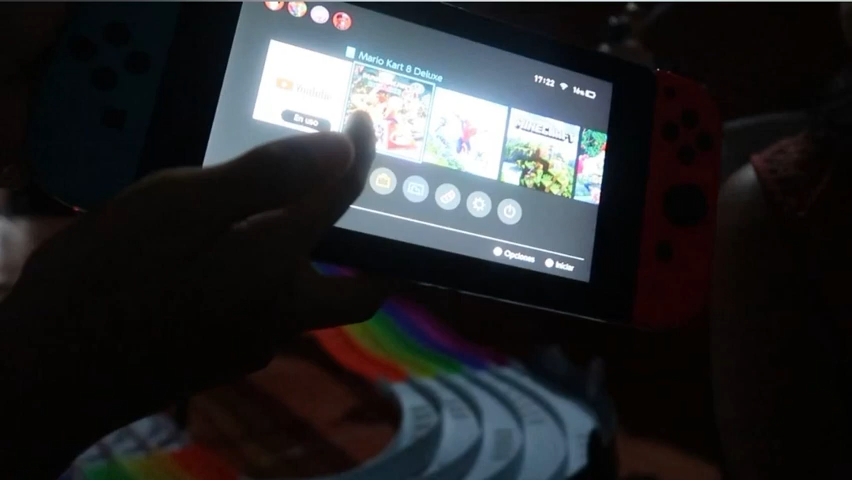 Mario Kart 8 Deluxe
17:22
YouTube
En uso
MINECRAFT
Opciones
Iniciar